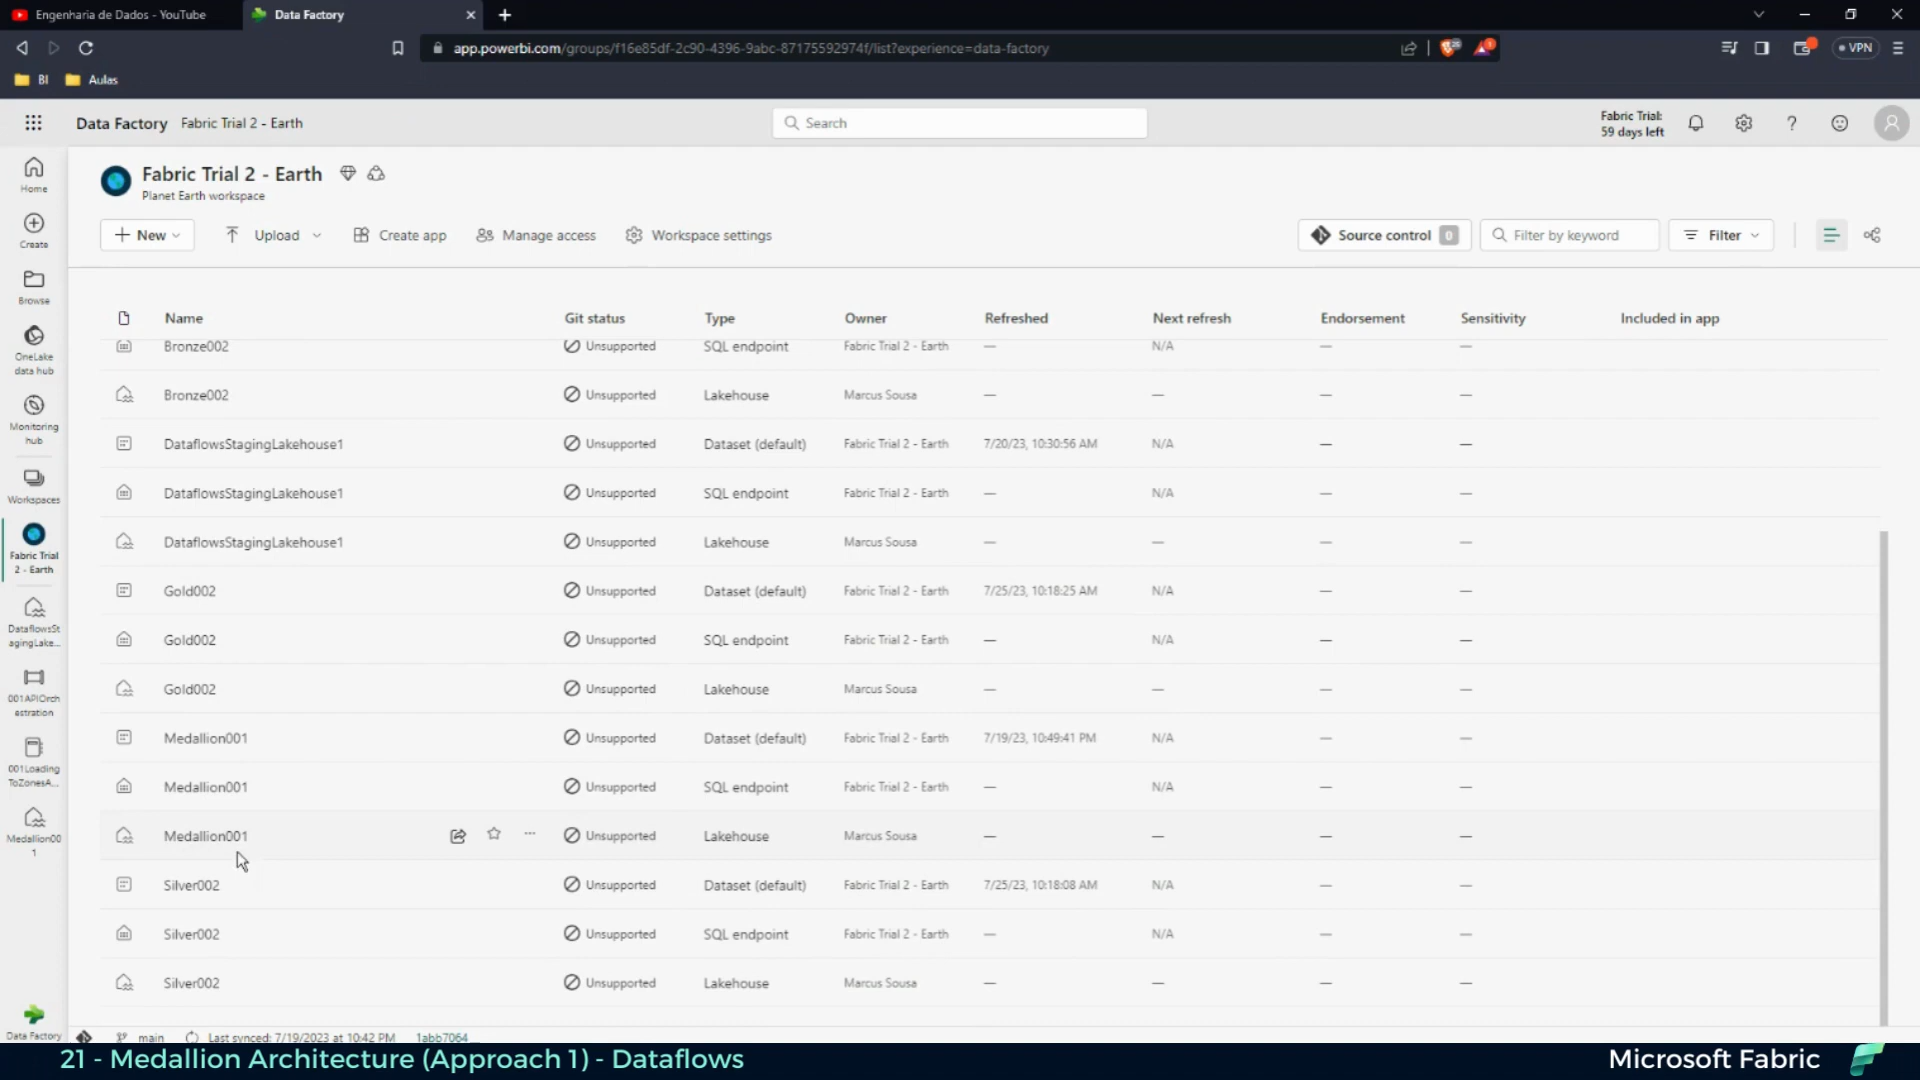 Engenharia de Dados - YouTube
Data Factory
app.powerbi.com/groups/f16e85df-2c90-4396-9abc-87175592974f/list?experience=data-factory
VPN
BI
Aulas
Data Factory Fabric Trial 2 - Earth
Search
Fabric Trial:
59 days left
Home
Create
Browse
OneLake
data hub
Monitoring
hub
Workspaces
Fabric Trial
2 - Earth
DataflowsSt
agingLake...
001APIOrch
estration
001Loading
ToZonesA...
Medallion00
1
Data Factory
Fabric Trial 2 - Earth
Planet Earth workspace
New
Upload
Create app
Manage access
Workspace settings
Source control 0
Filter by keyword
Filter
Name Git status Type Owner Refreshed Next refresh Endorsement Sensitivity Included in app
Bronze002 Unsupported SQL endpoint Fabric Trial 2 - Earth — N/A — —
Bronze002 Unsupported Lakehouse Marcus Sousa — — — —
DataflowsStagingLakehouse1 Unsupported Dataset (default) Fabric Trial 2 - Earth 7/20/23, 10:30:56 AM N/A — —
DataflowsStagingLakehouse1 Unsupported SQL endpoint Fabric Trial 2 - Earth — N/A — —
DataflowsStagingLakehouse1 Unsupported Lakehouse Marcus Sousa — — — —
Gold002 Unsupported Dataset (default) Fabric Trial 2 - Earth 7/25/23, 10:18:25 AM N/A — —
Gold002 Unsupported SQL endpoint Fabric Trial 2 - Earth — N/A — —
Gold002 Unsupported Lakehouse Marcus Sousa — — — —
Medallion001 Unsupported Dataset (default) Fabric Trial 2 - Earth 7/19/23, 10:49:41 PM N/A — —
Medallion001 Unsupported SQL endpoint Fabric Trial 2 - Earth — N/A — —
Medallion001 Unsupported Lakehouse Marcus Sousa — — — —
Silver002 Unsupported Dataset (default) Fabric Trial 2 - Earth 7/25/23, 10:18:08 AM N/A — —
Silver002 Unsupported SQL endpoint Fabric Trial 2 - Earth — N/A — —
Silver002 Unsupported Lakehouse Marcus Sousa — — — —
main Last synced: 7/19/2023 at 10:42 PM 1abb7064
21 - Medallion Architecture (Approach 1) - Dataflows
Microsoft Fabric